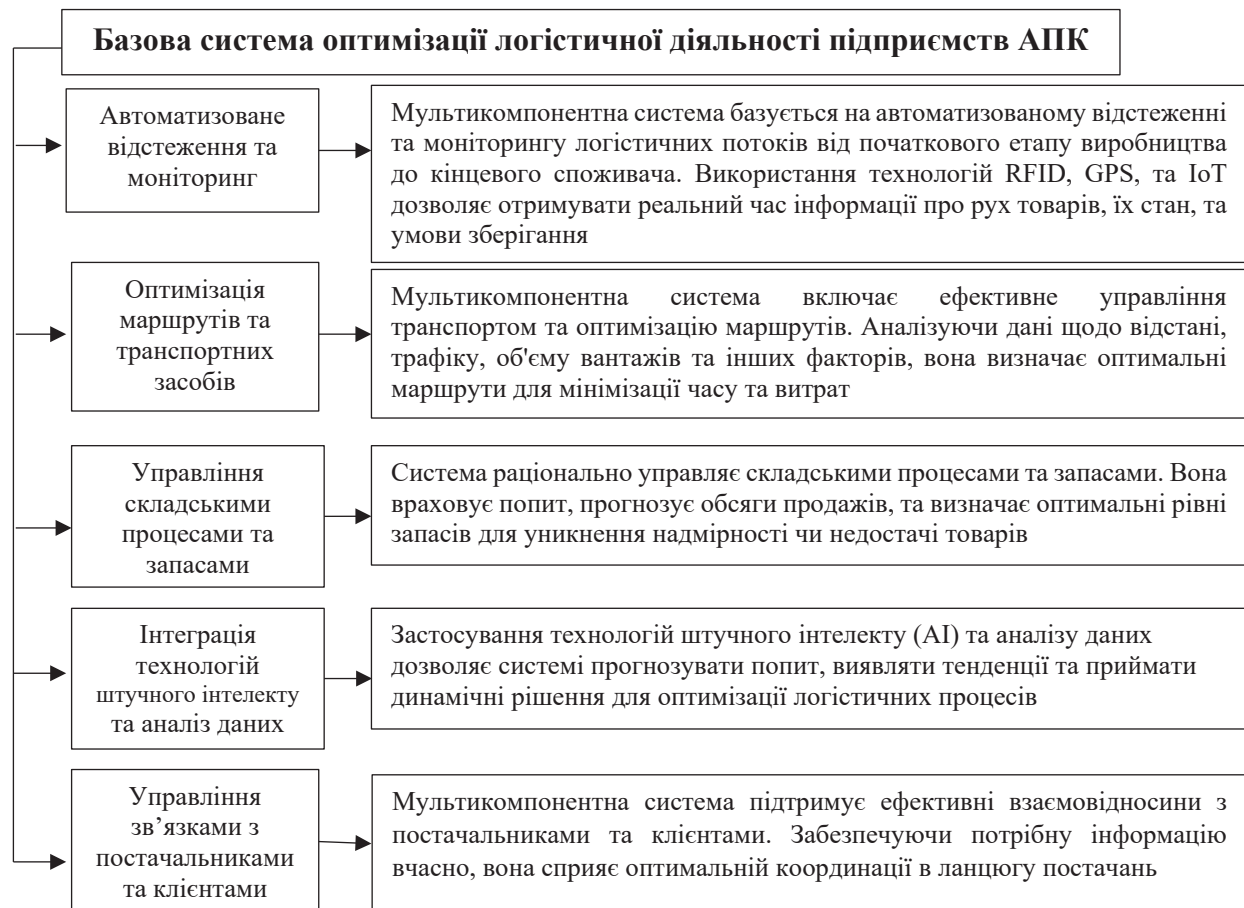 Базова система оптимізації логістичної діяльності підприємств АПК
Автоматизоване
відстеження та
моніторинг
Мультикомпонентна система базується на автоматизованому відстеженні
та моніторингу логістичних потоків від початкового етапу виробництва
до кінцевого споживача. Використання технологій RFID, GPS, та IoT
дозволяє отримувати реальний час інформації про рух товарів, їх стан, та
умови зберігання
Оптимізація
маршрутів та
транспортних
засобів
Мультикомпонентна система включає ефективне управління
транспортом та оптимізацію маршрутів. Аналізуючи дані щодо відстані,
трафіку, об'єму вантажів та інших факторів, вона визначає оптимальні
маршрути для мінімізації часу та витрат
Управління
складськими
процесами та
запасами
Система раціонально управляє складськими процесами та запасами. Вона
враховує попит, прогнозує обсяги продажів, та визначає оптимальні рівні
запасів для уникнення надмірності чи недостачі товарів
Інтеграція
технологій
штучного інтелекту
та аналіз даних
Застосування технологій штучного інтелекту (AI) та аналізу даних
дозволяє системі прогнозувати попит, виявляти тенденції та приймати
динамічні рішення для оптимізації логістичних процесів
Управління
зв’язками з
постачальниками
та клієнтами
Мультикомпонентна система підтримує ефективні взаємовідносини з
постачальниками та клієнтами. Забезпечуючи потрібну інформацію
вчасно, вона сприяє оптимальній координації в ланцюгу постачань